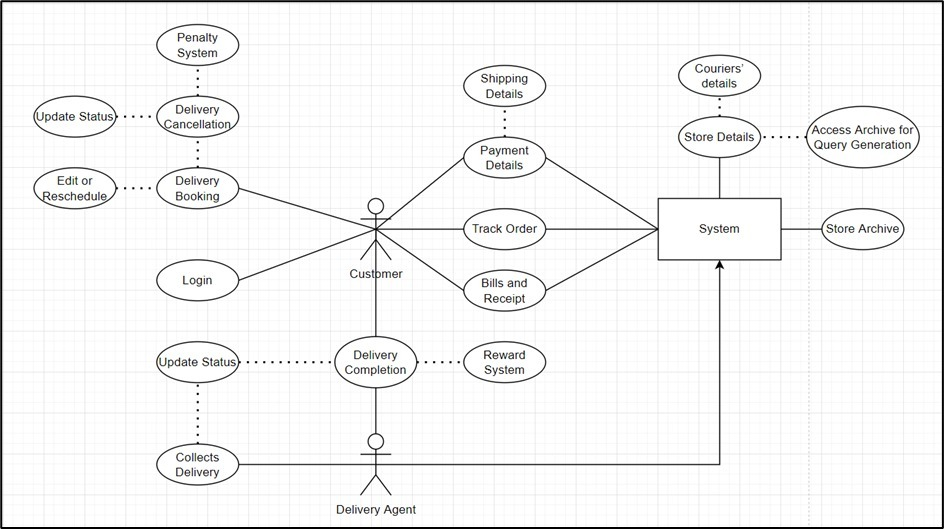 Penalty
System
Shipping
Details
Couriers'
details
Update Status
Delivery
Cancellation
Store Details
Access Archive for
Query Generation
Payment
Details
Edit or
Reschedule
Delivery
Booking
Track Order
System
Store Archive
Customer
Login
Bills and
Receipt
Update Status
Delivery
Completion
Reward
System
Collects
Delivery
Delivery Agent